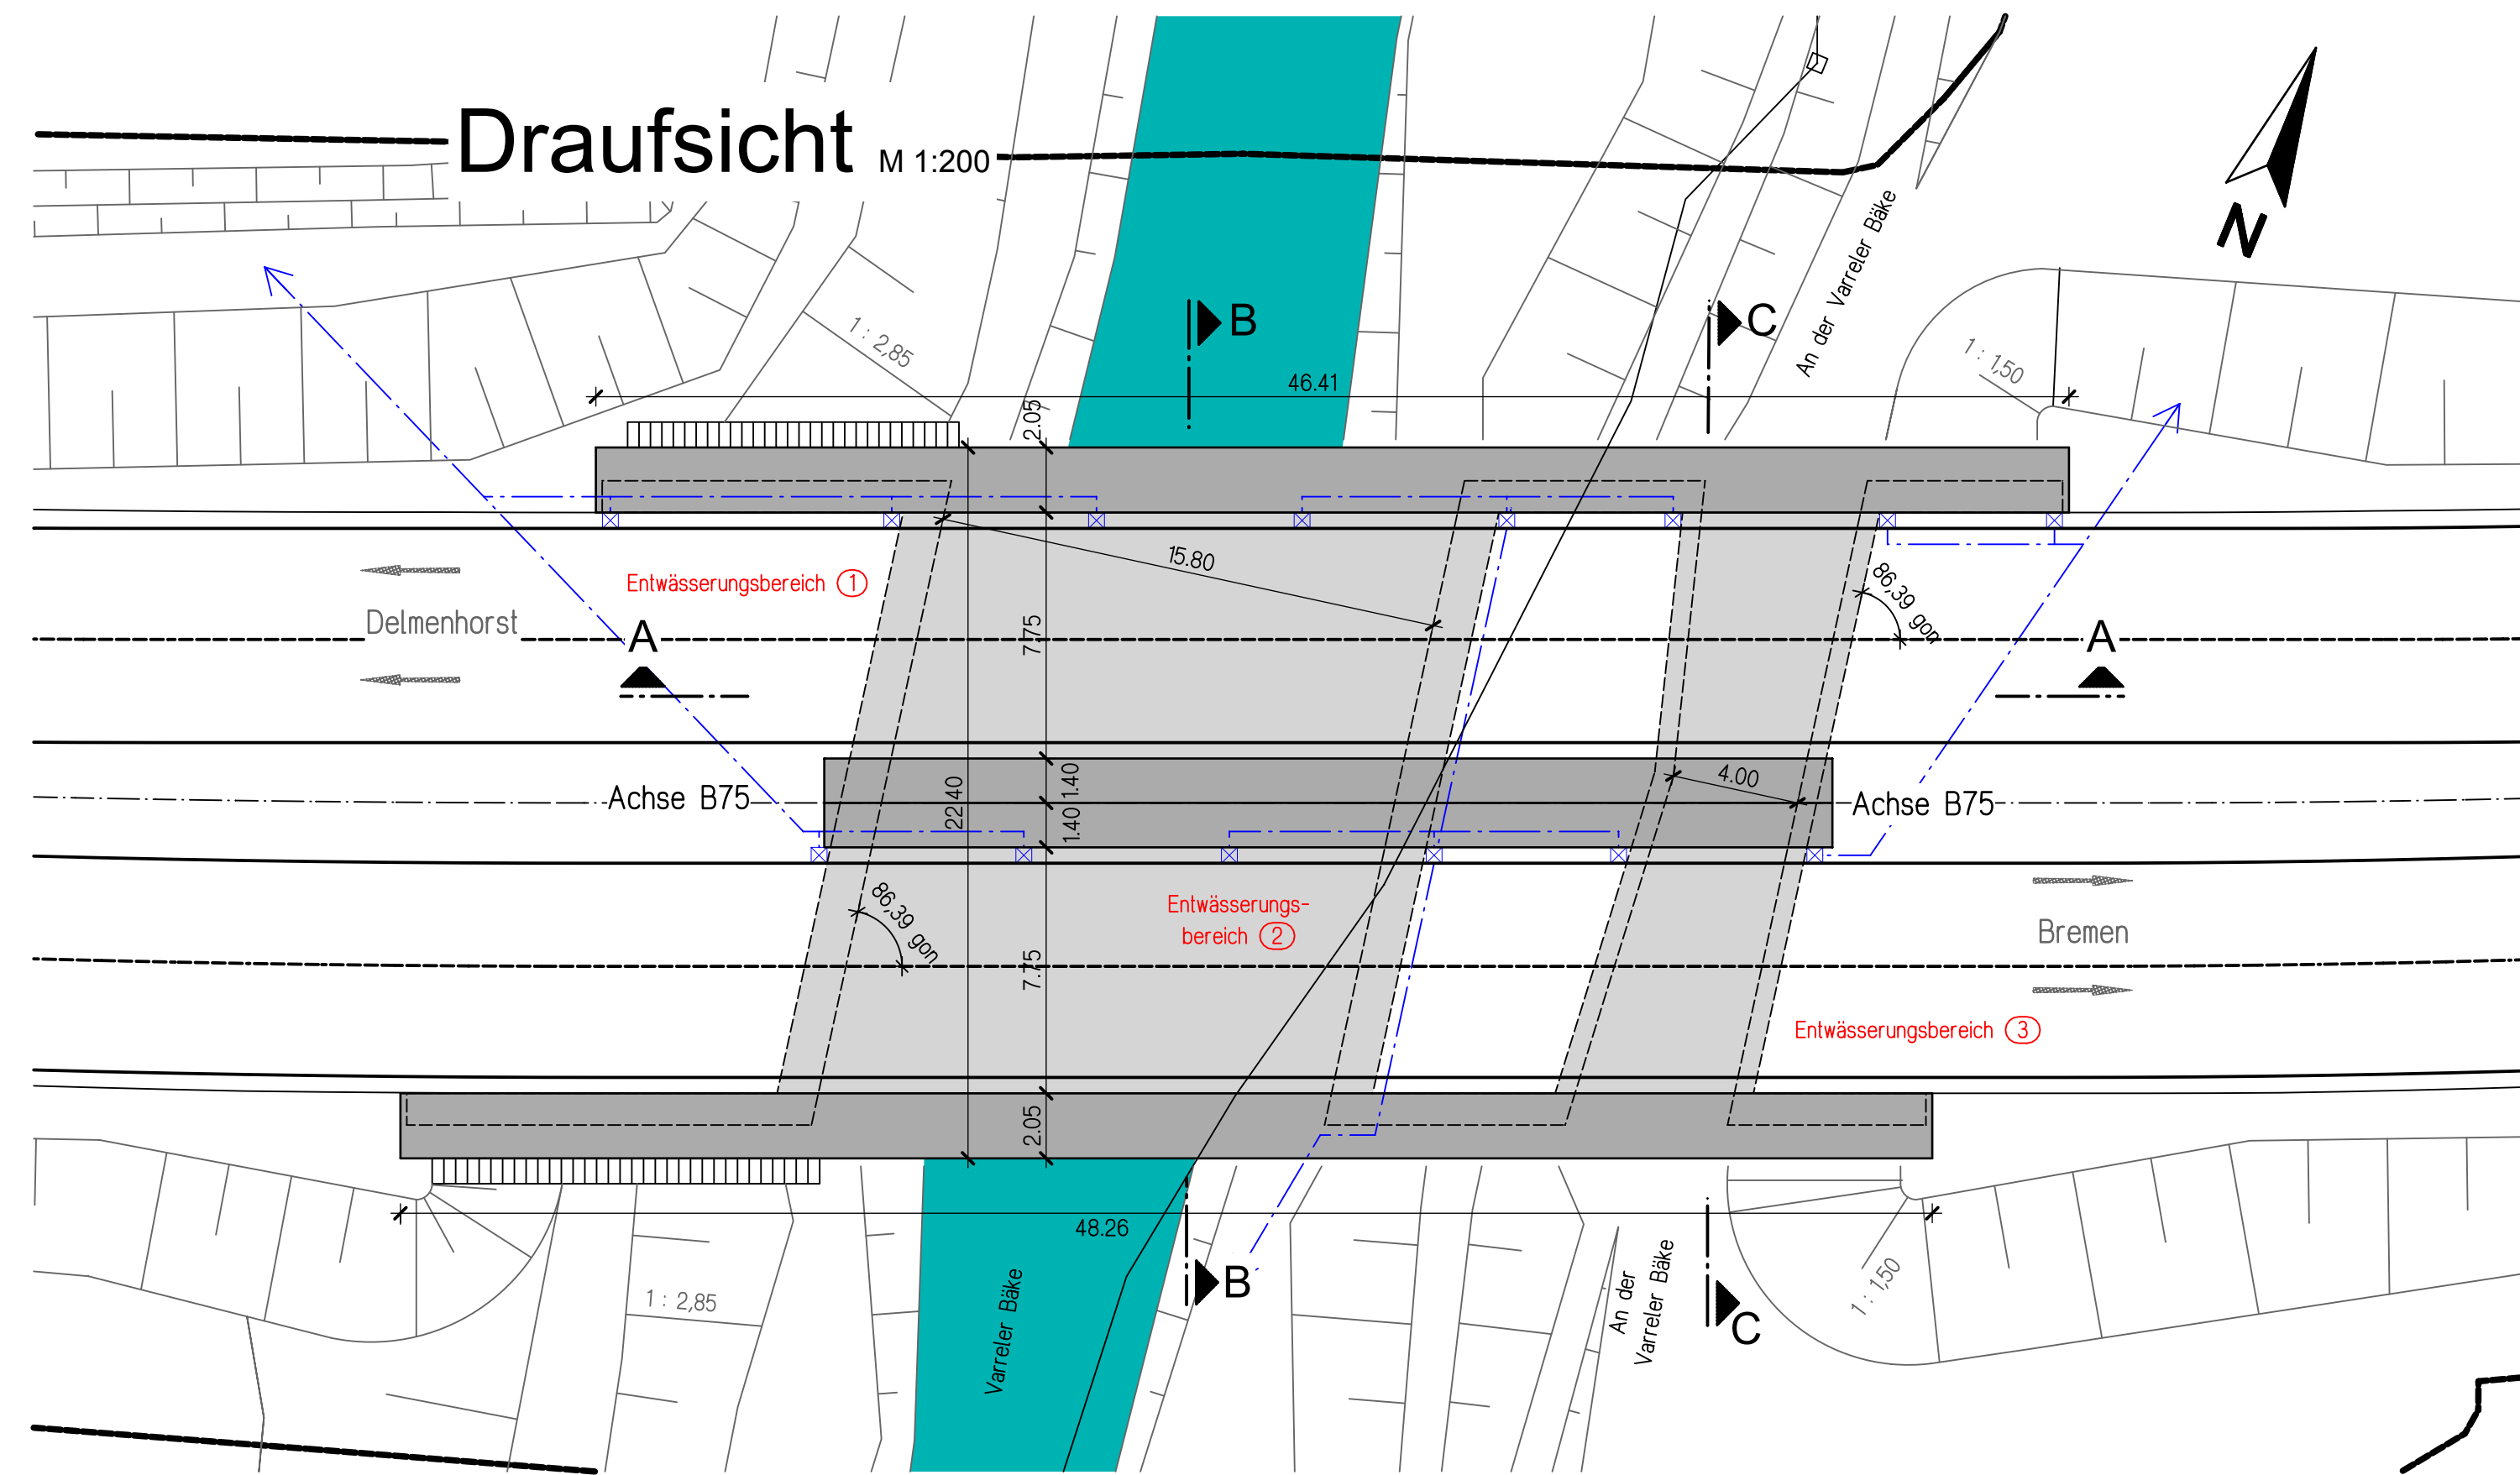 Draufsicht M 1:200
N
An der Varreler Bäke
1 : 2,85
B
C
1 : 1,50
46.41
2.05
15.80
Entwässerungsbereich 1
86,39 gon
Delmenhorst
7.75
A
A
Achse B75
22.40
1.40
1.40
4.00
Achse B75
86,39 gon
Entwässerungs-
bereich 2
7.75
Bremen
Entwässerungsbereich 3
2.05
48.26
B
1 : 2,85
Varreler Bäke
An der
Varreler Bäke
C
1 : 1,50